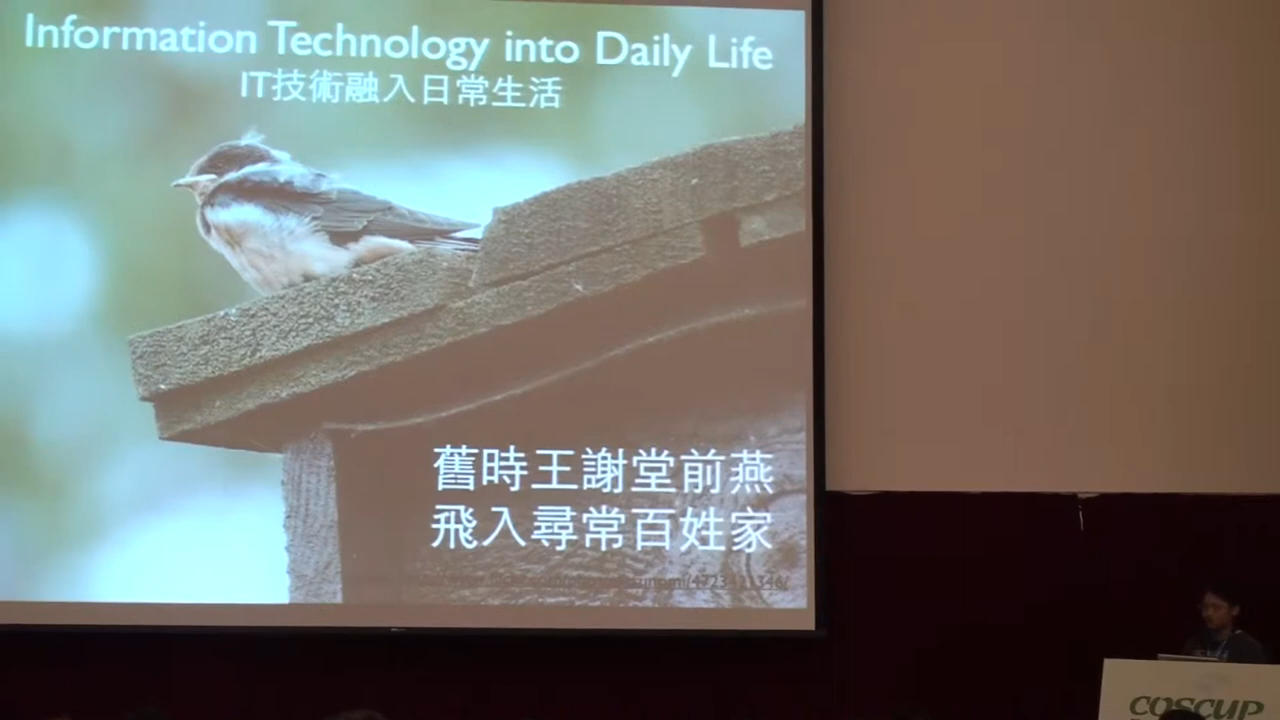 Information Technology into Daily Life
IT技術融入日常生活
舊時王謝堂前燕
飛入尋常百姓家
COSCUP